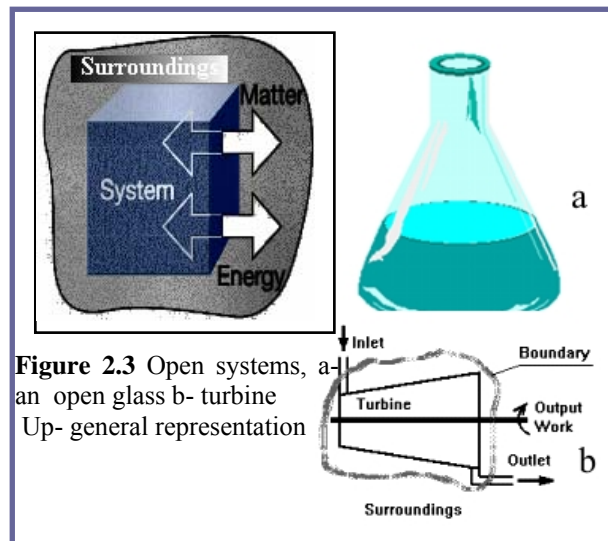 Surroundings
Matter
System
Energy
a
Figure 2.3 Open systems, a-
an open glass b- turbine
Up- general representation
Inlet
Boundary
Turbine
Output
Work
Outlet
b
Surroundings